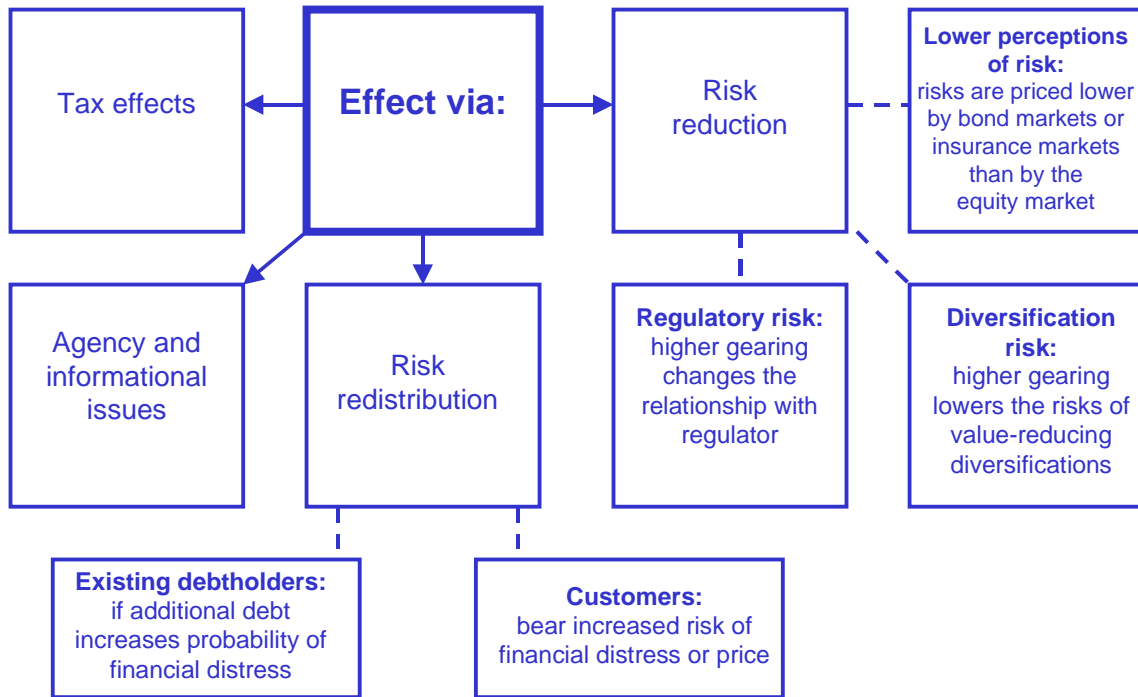 Tax effects
Effect via:
Risk
reduction
Lower perceptions
of risk:
risks are priced lower
by bond markets or
insurance markets
than by the
equity market
Agency and
informational
issues
Risk
redistribution
Regulatory risk:
higher gearing
changes the
relationship with
regulator
Diversification
risk:
higher gearing
lowers the risks of
value-reducing
diversifications
Existing debtholders:
if additional debt
increases probability of
financial distress
Customers:
bear increased risk of
financial distress or price